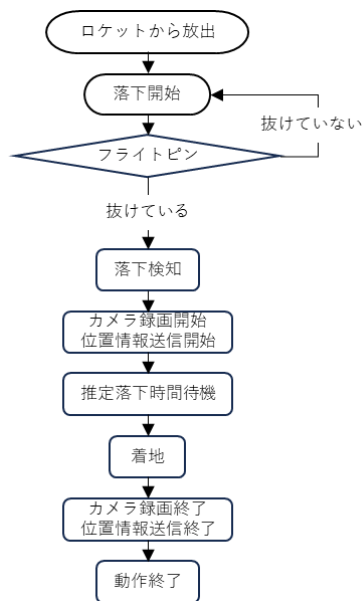 ロケットから放出
落下開始
抜けていない
フライトピン
抜けている
落下検知
カメラ録画開始
位置情報送信開始
推定落下時間待機
着地
カメラ録画終了
位置情報送信終了
動作終了